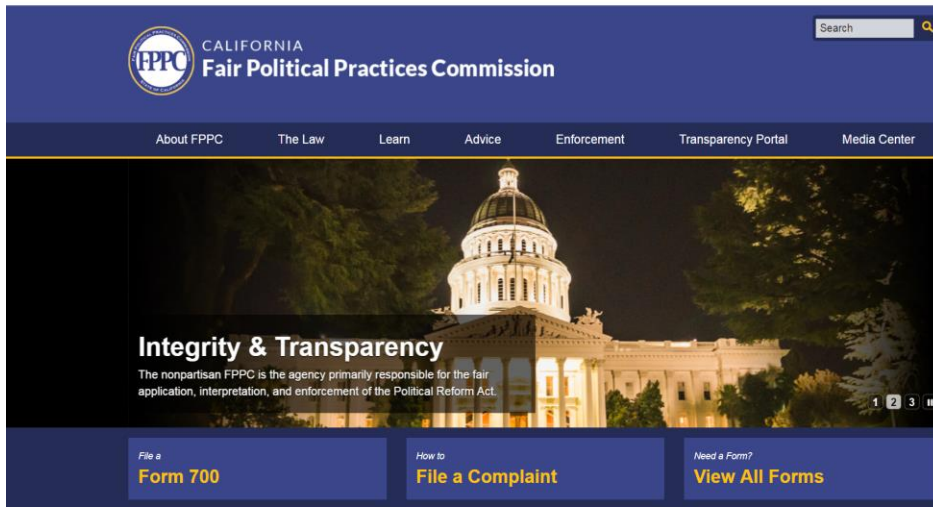 Search
FPPC
CALIFORNIA
Fair Political Practices Commission
About FPPC The Law Learn Advice Enforcement Transparency Portal Media Center
Integrity & Transparency
The nonpartisan FPPC is the agency primarily responsible for the fair
application, interpretation, and enforcement of the Political Reform Act.
1 2 3
File a
Form 700
How to
File a Complaint
Need a Form?
View All Forms